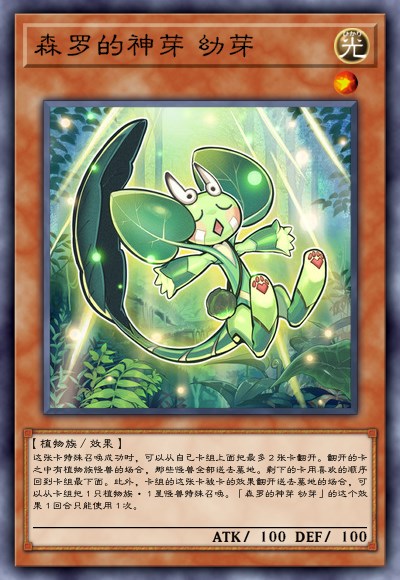 森罗的神芽 幼芽
光
ひかり
【植物族／效果】
这张卡特殊召唤成功时，可以从自己卡组上面把最多2张卡翻开。翻开的卡
之中有植物族怪兽的场合，那些怪兽全部送去墓地。剩下的卡用喜欢的顺序
回到卡组最下面。此外，卡组的这张卡被卡的效果翻开送去墓地的场合，可
以从卡组把1只植物族·1星怪兽特殊召唤。「森罗的神芽 幼芽」的这个效
果1回合只能使用1次。
ATK/ 100 DEF/ 100